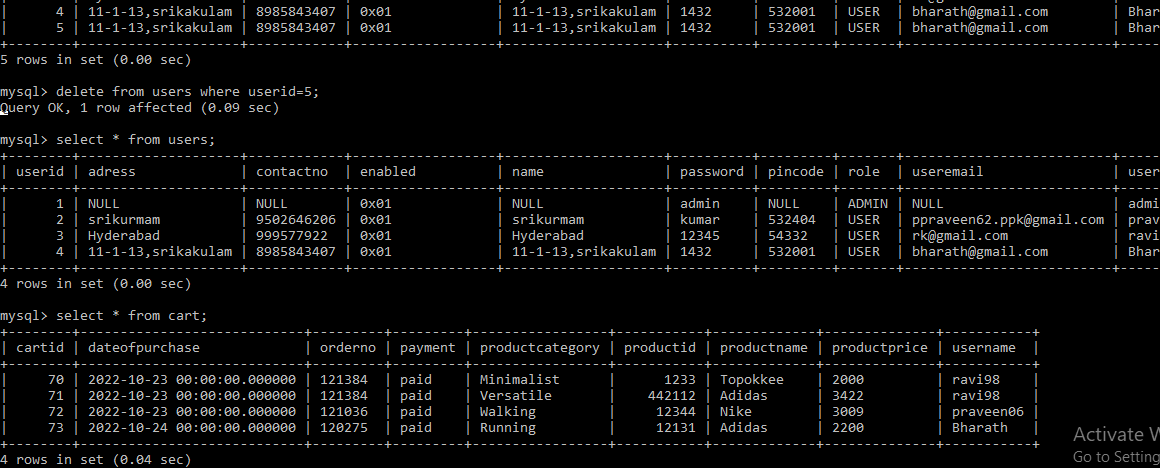 |      4 | 11-1-13,srikakulam | 8985843407 | 0x01             | 11-1-13,srikakulam | 1432     | 532001  | USER  | bharath@gmail.com        | Bhar
|      5 | 11-1-13,srikakulam | 8985843407 | 0x01             | 11-1-13,srikakulam | 1432     | 532001  | USER  | bharath@gmail.com        | Bhar
5 rows in set (0.00 sec)
mysql> delete from users where userid=5;
Query OK, 1 row affected (0.09 sec)
mysql> select * from users;
| userid | adress             | contactno  | enabled          | name               | password | pincode | role  | useremail                | user
|      1 | NULL               | NULL       | 0x01             | NULL               | admin    | NULL    | ADMIN | NULL                     | admi
|      2 | srikurmam          | 9502646206 | 0x01             | srikurmam          | kumar    | 532404  | USER  | ppraveen62.ppk@gmail.com | prav
|      3 | Hyderabad          | 999577922  | 0x01             | Hyderabad          | 12345    | 54332   | USER  | rk@gmail.com             | ravi
|      4 | 11-1-13,srikakulam | 8985843407 | 0x01             | 11-1-13,srikakulam | 1432     | 532001  | USER  | bharath@gmail.com        | Bhar
4 rows in set (0.00 sec)
mysql> select * from cart;
| cartid | dateofpurchase             | orderno | payment | productcategory | productid | productname | productprice | username  |
|     70 | 2022-10-23 00:00:00.000000 | 121384  | paid    | Minimalist      |      1233 | Topokkee    | 2000         | ravi98    |
|     71 | 2022-10-23 00:00:00.000000 | 121384  | paid    | Versatile       |    442112 | Adidas      | 3422         | ravi98    |
|     72 | 2022-10-23 00:00:00.000000 | 121036  | paid    | Walking         |     12344 | Nike        | 3009         | praveen06 |
|     73 | 2022-10-24 00:00:00.000000 | 120275  | paid    | Running         |     12131 | Adidas      | 2200         | Bharath   |
4 rows in set (0.04 sec)
Activate W
Go to Setting